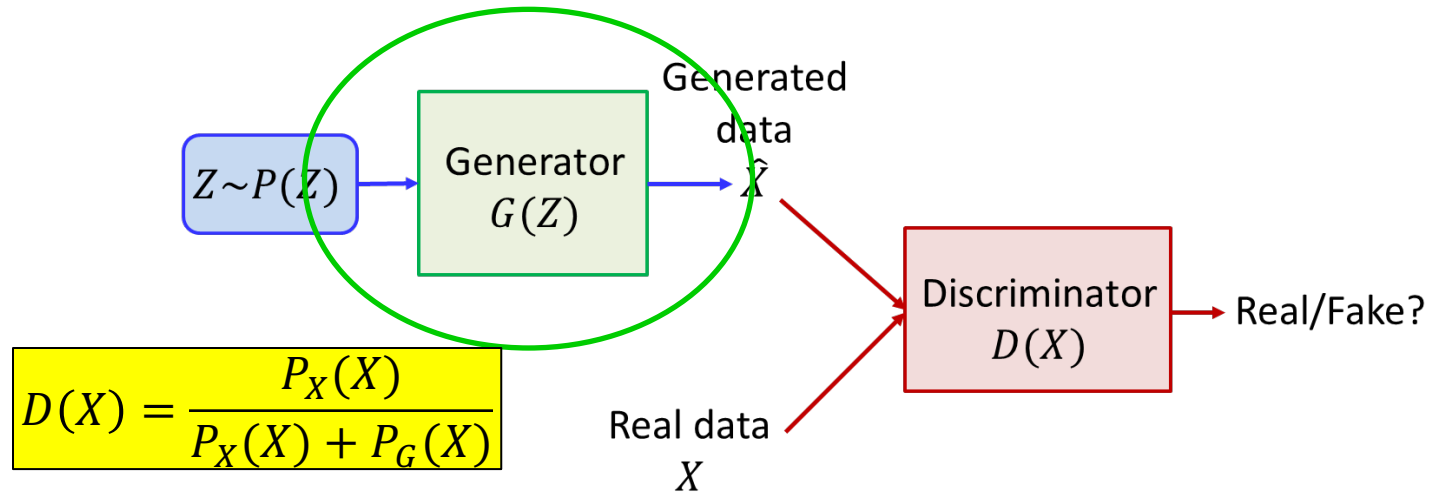 Generated
data
X̂
Z~P(Z)
Generator
G(Z)
Discriminator
D(X)
Real/Fake?
D(X) = P_X(X) / (P_X(X) + P_G(X))
Real data
X